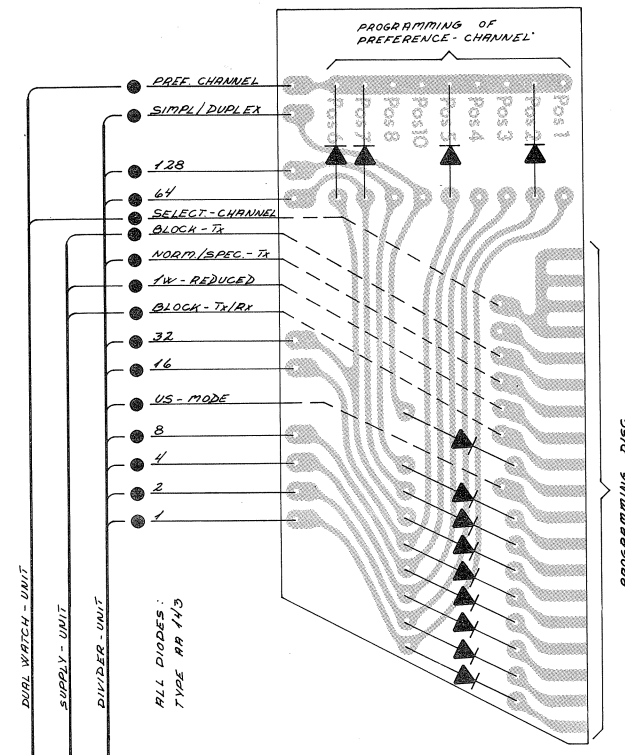 PROGRAMMING OF
PREFERENCE-CHANNEL
PREF. CHANNEL
SIMPL/DUPLEX
Pos 6
Pos 7
Pos 8
Pos 10
Pos 5
Pos 4
Pos 3
Pos 2
Pos 1
128
64
SELECT.-CHANNEL
BLOCK-Tx
NORM/SPEC.-Tx
1W-REDUCED
BLOCK-Tx/Rx
32
16
US-MODE
8
4
2
1
PROGRAMMING DISC
DUAL WATCH-UNIT
SUPPLY-UNIT
DIVIDER-UNIT
ALL DIODES:
TYPE AA 143